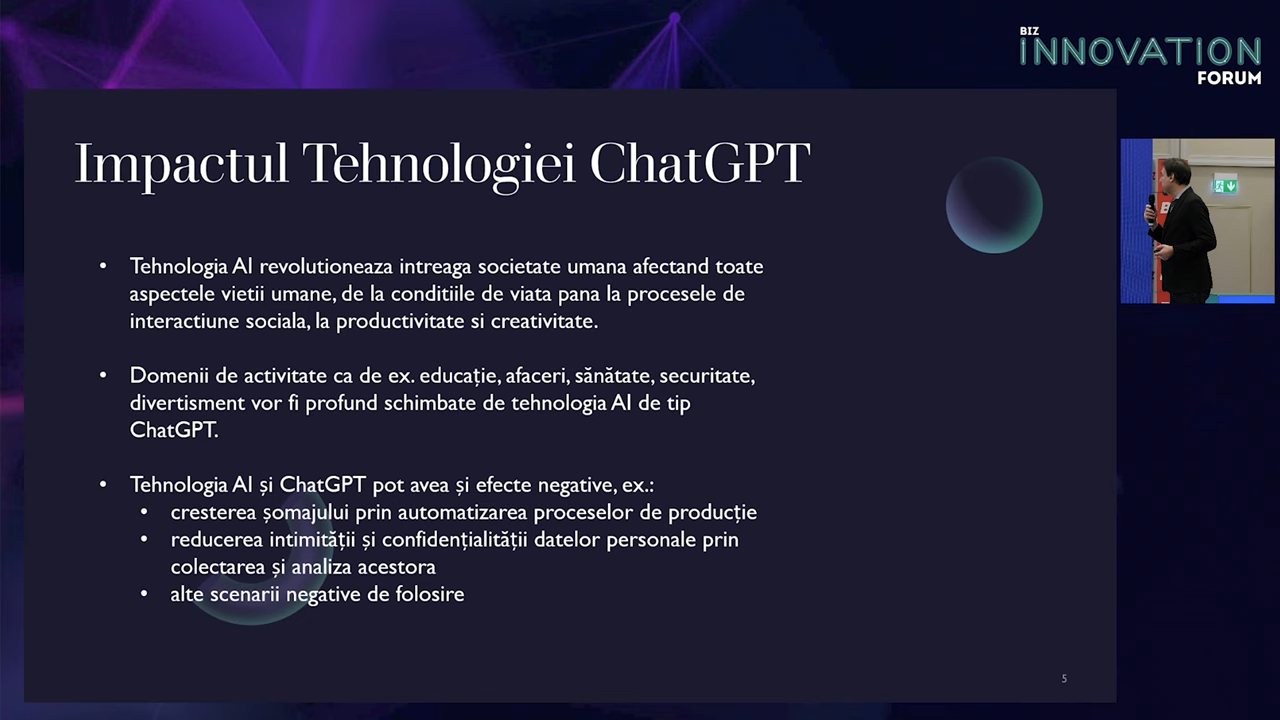 BIZ
INNOVATION
FORUM
Impactul Tehnologiei ChatGPT
• Tehnologia AI revolutioneaza intreaga societate umana afectand toate
aspectele vietii umane, de la conditiile de viata pana la procesele de
interactiune sociala, la productivitate si creativitate.
• Domenii de activitate ca de ex. educație, afaceri, sănătate, securitate,
divertisment vor fi profund schimbate de tehnologia AI de tip
ChatGPT.
• Tehnologia AI și ChatGPT pot avea și efecte negative, ex.:
• cresterea șomajului prin automatizarea proceselor de producție
• reducerea intimității și confidențialității datelor personale prin
colectarea și analiza acestora
• alte scenarii negative de folosire
5